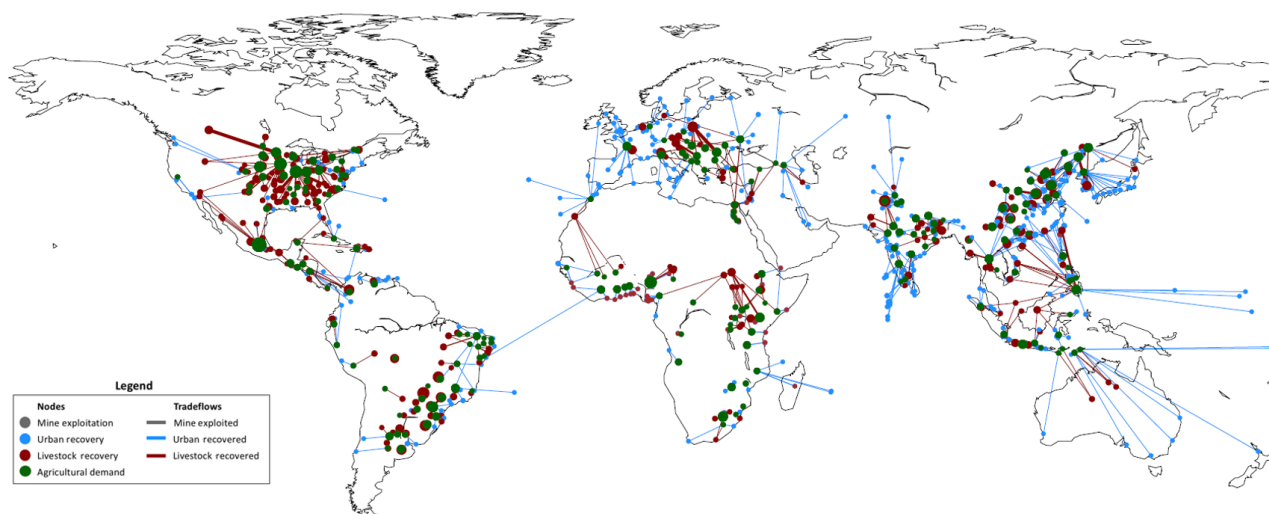 Legend
Nodes Tradeflows
Mine exploitation Mine exploited
Urban recovery Urban recovered
Livestock recovery Livestock recovered
Agricultural demand